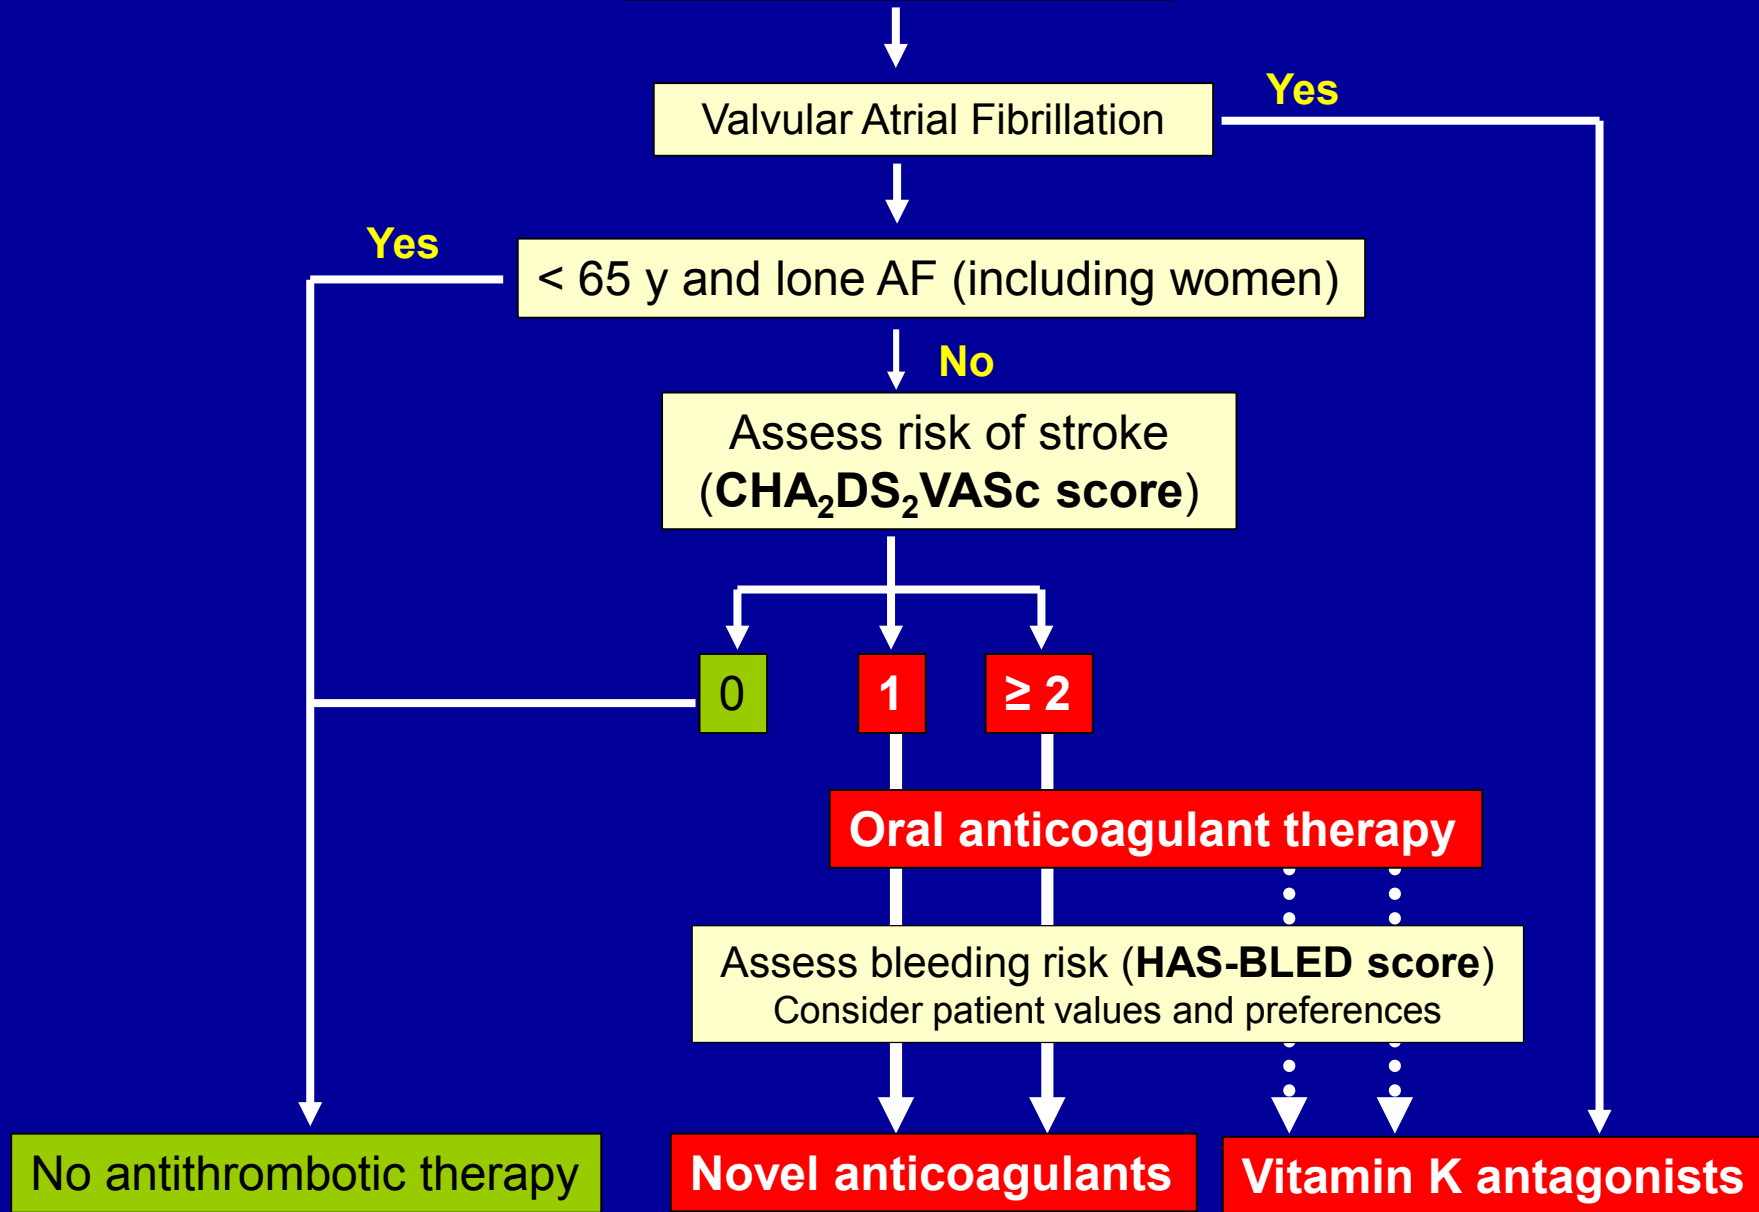 Valvular Atrial Fibrillation
Yes
Yes
< 65 y and lone AF (including women)
No
Assess risk of stroke
(CHA₂DS₂VASc score)
0
1
≥ 2
Oral anticoagulant therapy
Assess bleeding risk (HAS-BLED score)
Consider patient values and preferences
No antithrombotic therapy
Novel anticoagulants
Vitamin K antagonists